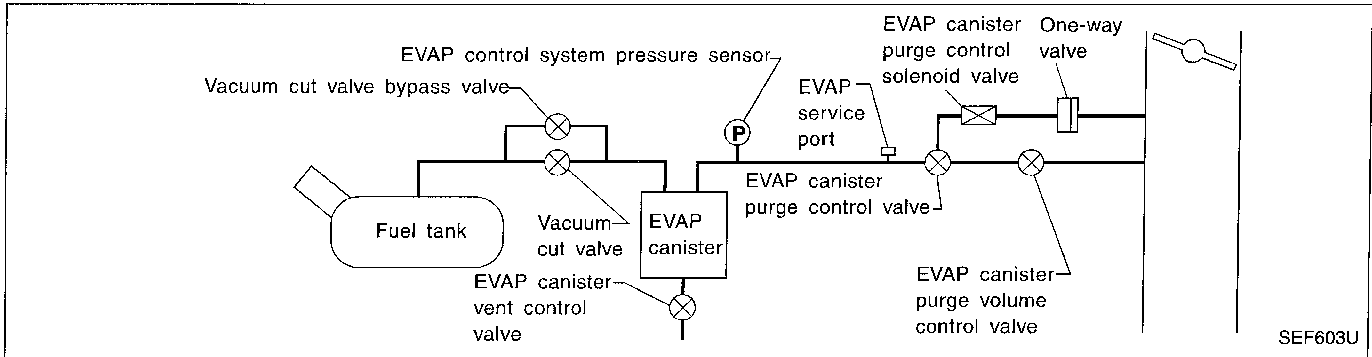 EVAP control system pressure sensor
Vacuum cut valve bypass valve
EVAP
service
port
EVAP canister
purge control
solenoid valve
One-way
valve
P
Fuel tank
Vacuum
cut valve
EVAP
canister
EVAP canister
purge control valve
EVAP canister
vent control
valve
EVAP canister
purge volume
control valve
SEF603U